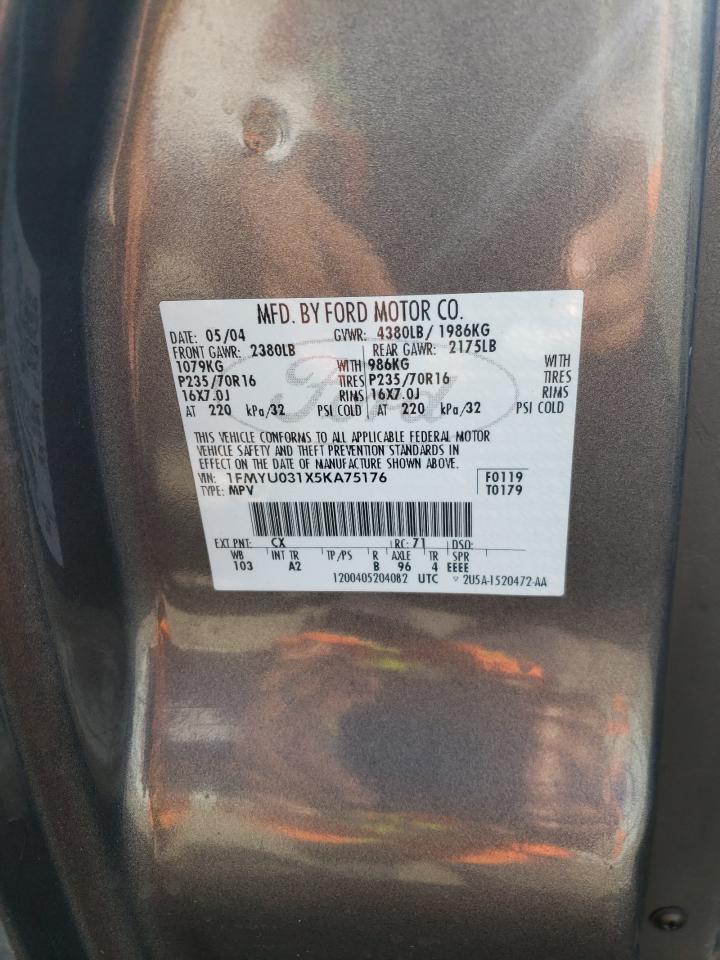 MFD. BY FORD MOTOR CO.
DATE: 05/04 GVWR: 4380LB/ 1986KG
FRONT GAWR: 2380LB REAR GAWR: 2175LB
1079KG WITH 986KG WITH
P235/70R16 TIRES P235/70R16 TIRES
16X7.0J RIMS 16X7.0J RIMS
AT 220 kPa/32 PSI COLD AT 220 kPa/32 PSI COLD
Ford
THIS VEHICLE CONFORMS TO ALL APPLICABLE FEDERAL MOTOR
VEHICLE SAFETY AND THEFT PREVENTION STANDARDS IN
EFFECT ON THE DATE OF MANUFACTURE SHOWN ABOVE.
VIN: 1FMYU031X5KA75176 F0119
TYPE: MPV T0179
EXT PNT: CX RC: 71 DSO:
WB INT TR TP/PS R AXLE TR SPR
103 A2 B 96 4 EEEE
1200405204082 UTC 2U5A-1520472-AA